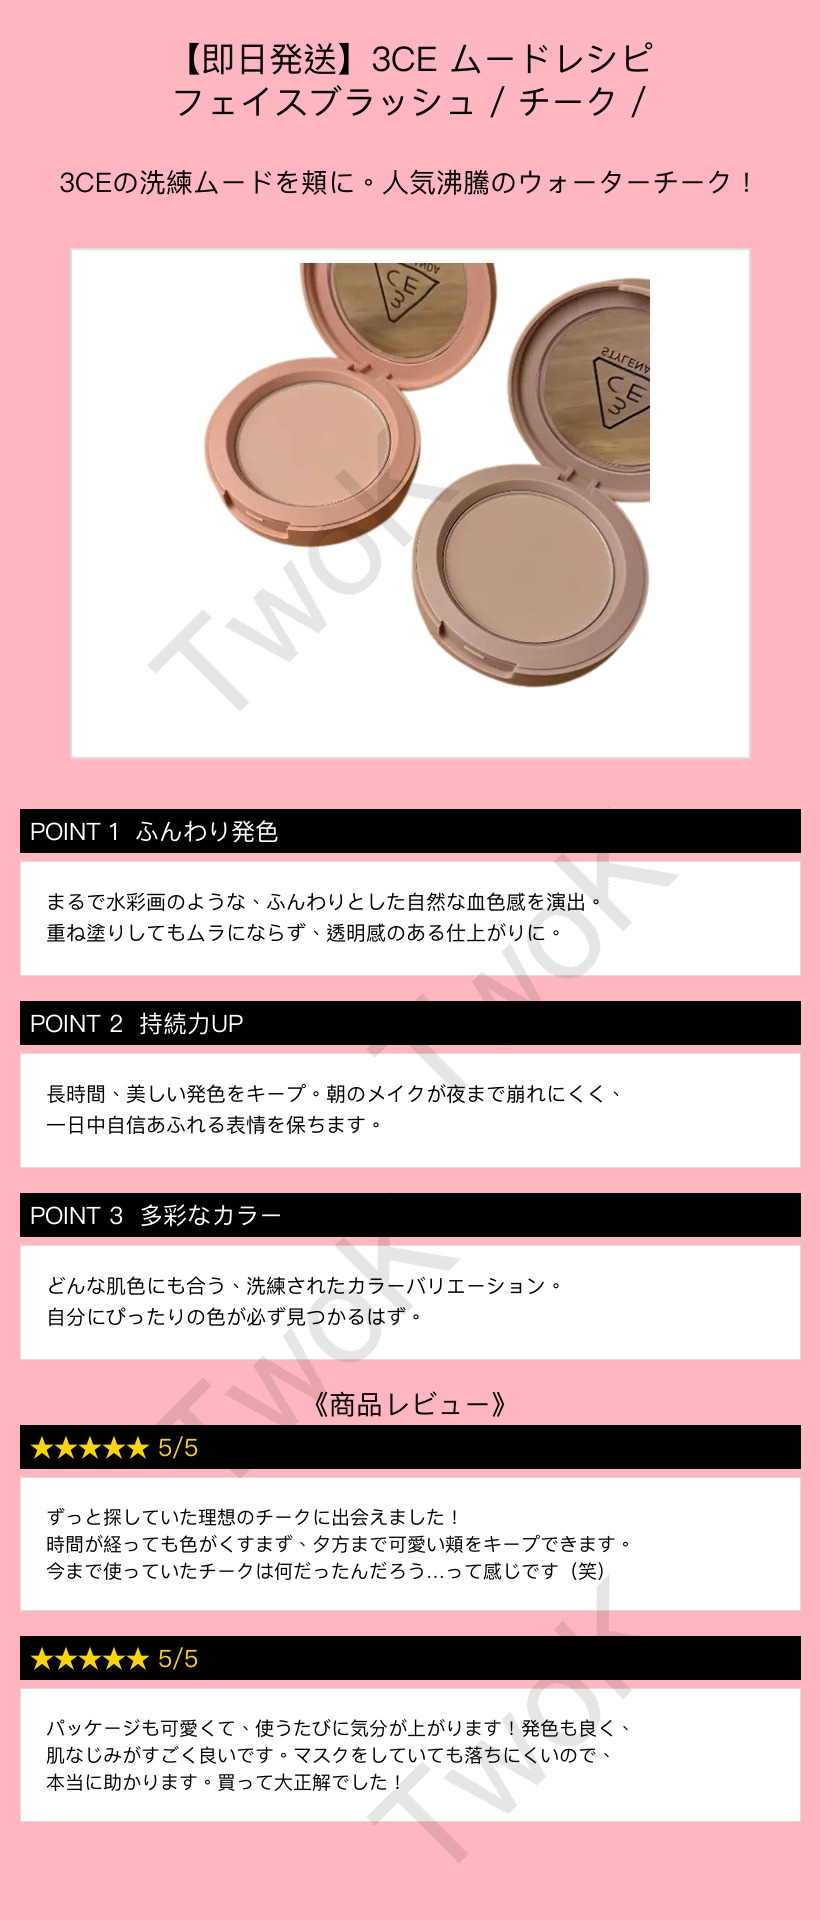 【即日発送】3CE ムードレシピ
フェイスブラッシュ / チーク /
3CEの洗練ムードを頬に。人気沸騰のウォーターチーク！
3CE
STYLENA
3CE
Twok
POINT 1 ふんわり発色
まるで水彩画のような、ふんわりとした自然な血色感を演出。
重ね塗りしてもムラにならず、透明感のある仕上がりに。
Twok
POINT 2 持続力UP
長時間、美しい発色をキープ。朝のメイクが夜まで崩れにくく、
一日中自信あふれる表情を保ちます。
POINT 3 多彩なカラー
どんな肌色にも合う、洗練されたカラーバリエーション。
自分にぴったりの色が必ず見つかるはず。
Twok
《商品レビュー》
★★★★★ 5/5
ずっと探していた理想のチークに出会えました！
時間が経っても色がくすまず、夕方まで可愛い頬をキープできます。
今まで使っていたチークは何だったんだろう…って感じです（笑）
★★★★★ 5/5
パッケージも可愛くて、使うたびに気分が上がります！発色も良く、
肌なじみがすごく良いです。マスクをしていても落ちにくいので、
本当に助かります。買って大正解でした！
Twok